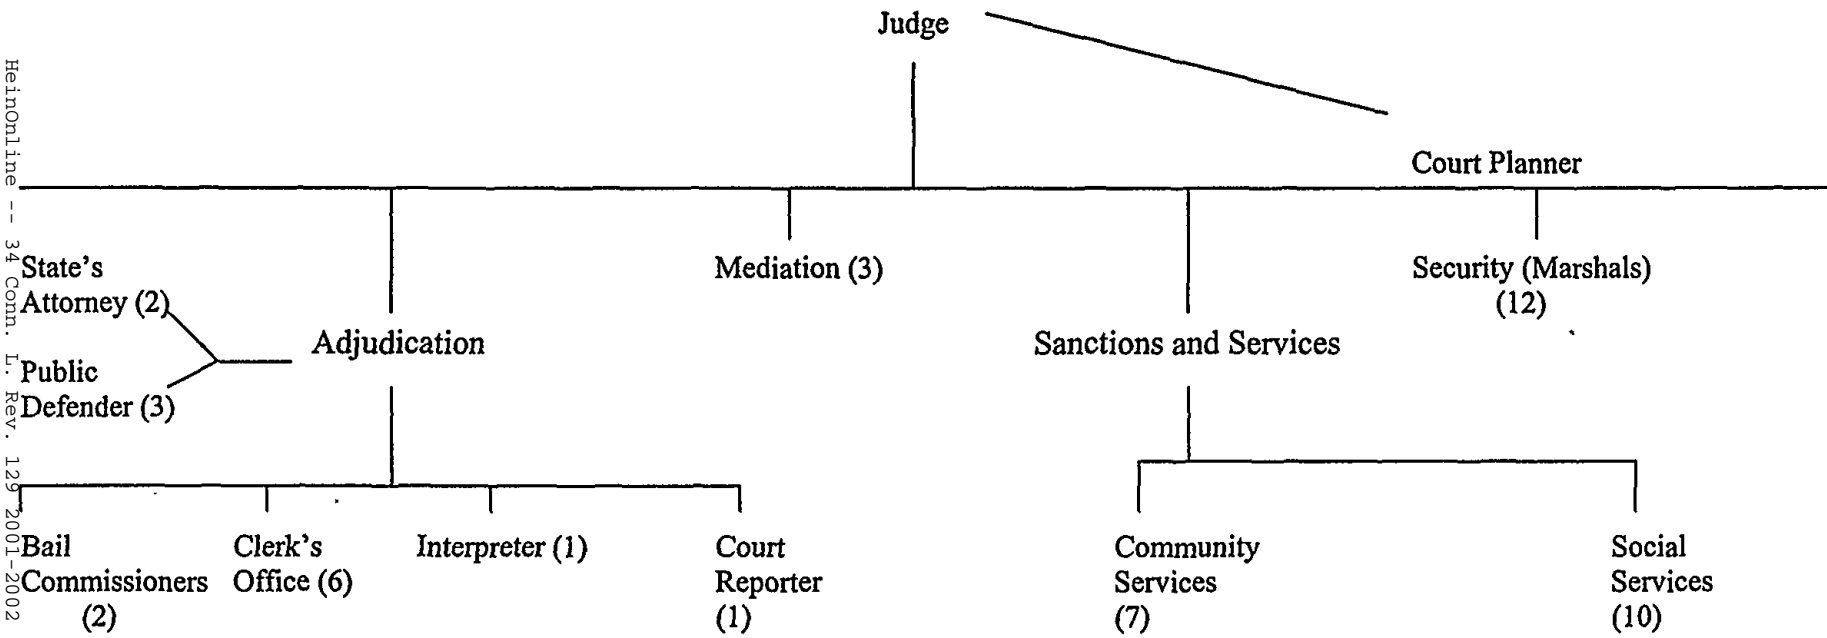 Judge
Court Planner
State's
Attorney (2)
Public
Defender (3)
Adjudication
Mediation (3)
Sanctions and Services
Security (Marshals)
(12)
Bail
Commissioners
(2)
Clerk's
Office (6)
Interpreter (1)
Court
Reporter
(1)
Community
Services
(7)
Social
Services
(10)
HeinOnline -- 34 Conn. L. Rev. 129 2001-2002